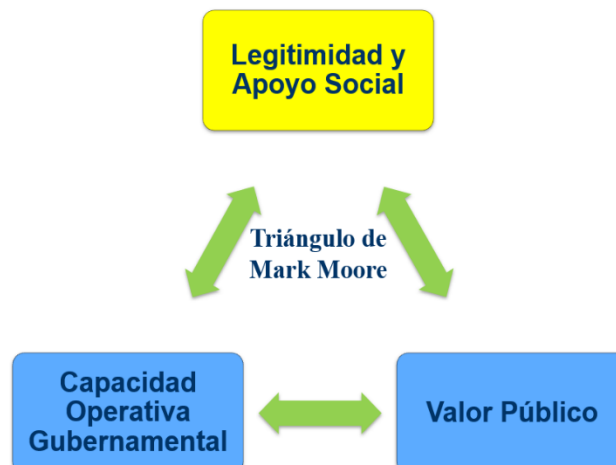 Legitimidad y
Apoyo Social
Triángulo de
Mark Moore
Capacidad
Operativa
Gubernamental
Valor Público